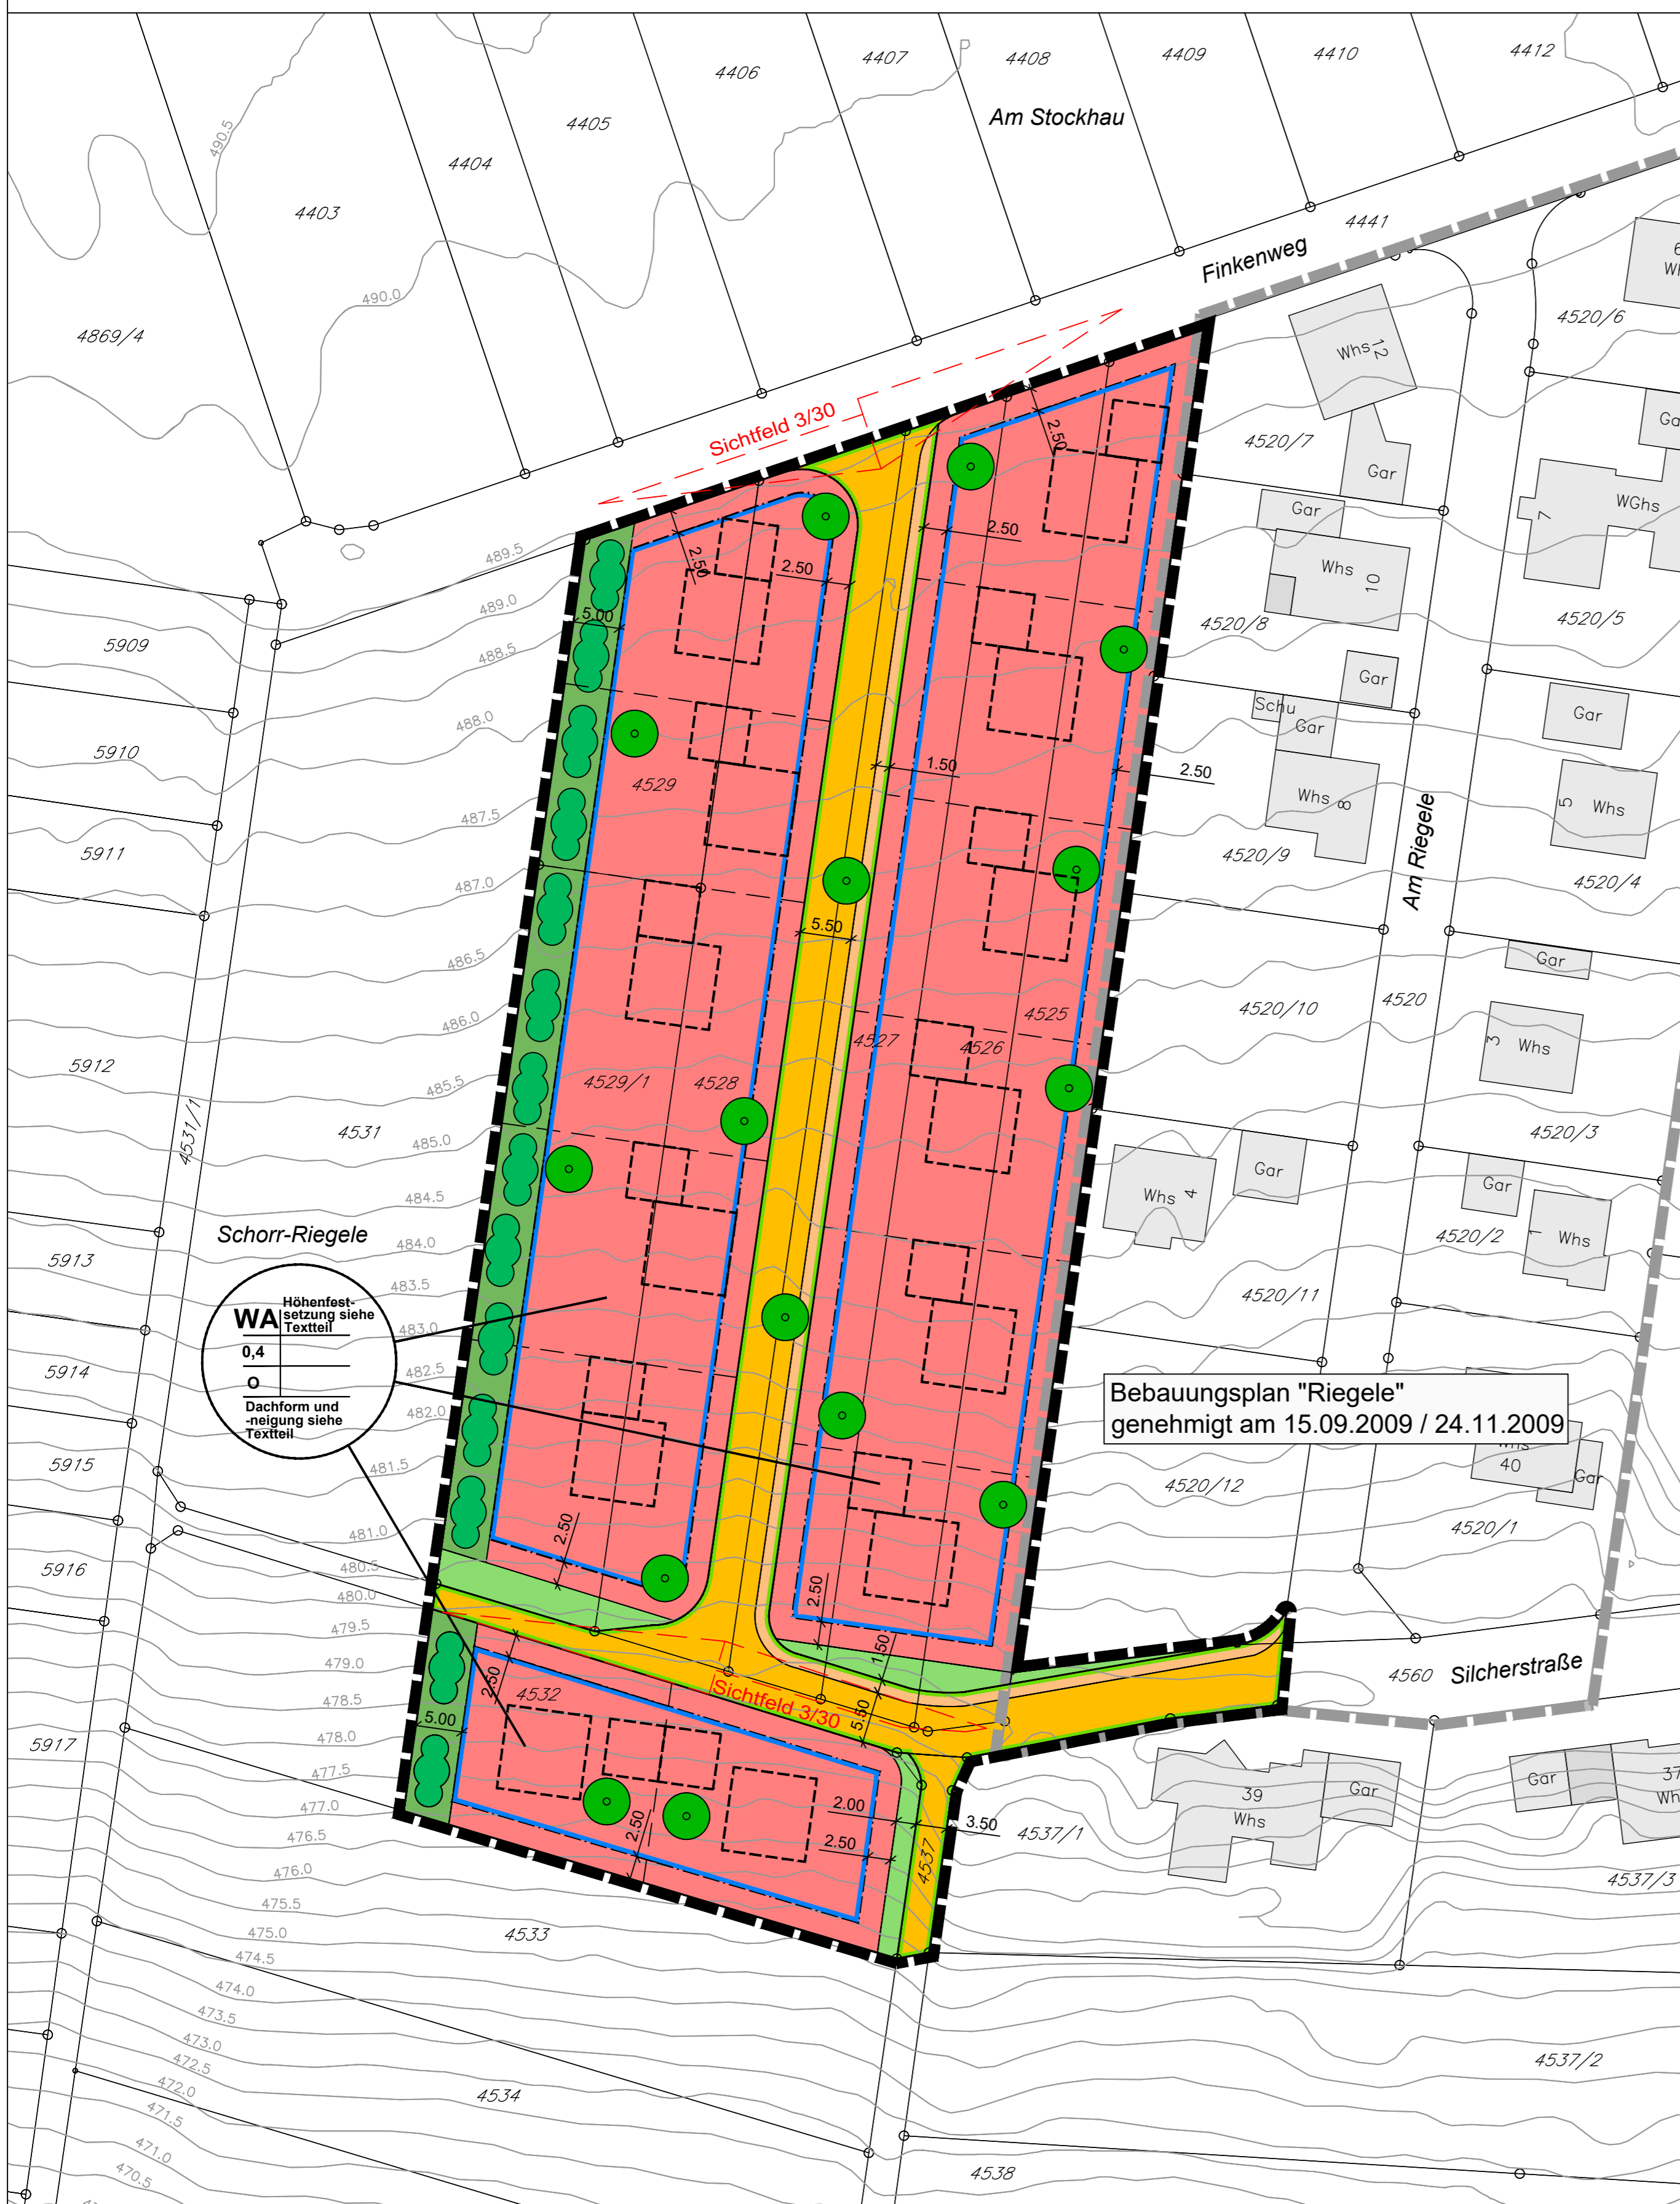 4406
4407
4408
4409
4410
4412
Am Stockhau
4405
4404
4403
490.5
4441
Finkenweg
490.0
4869/4
4520/6
Whs 12
Sichtfeld 3/30
2.50
4520/7
Gar
Gar
WGhs
7
2.50
2.50
2.50
489.5
489.0
488.5
5.00
Whs 10
4520/8
4520/5
5909
Gar
Schu
Gar
Gar
488.0
5910
4529
1.50
2.50
487.5
Whs 8
5 Whs
Am Riegele
5911
4520/9
4520/4
487.0
5.50
486.5
Gar
4520/10
4520
4525
4527
4526
486.0
3 Whs
5912
485.5
4529/1
4528
4531/1
4531
485.0
4520/3
Whs 4
Gar
Gar
484.5
Schorr-Riegele
484.0
4520/2
1 Whs
5913
483.5
4520/11
WA
Höhenfest-
setzung siehe
Textteil
0,4
O
Dachform und
-neigung siehe
Textteil
483.0
482.5
482.0
5914
Bebauungsplan "Riegele"
genehmigt am 15.09.2009 / 24.11.2009
Whs
40
Gar
5915
481.5
4520/12
481.0
2.50
4520/1
5916
480.5
480.0
2.50
479.5
479.0
1.50
4560
Silcherstraße
478.5
2.50
4532
Sichtfeld 3/30
5.50
5.00
478.0
5917
477.5
477.0
39
Whs
Gar
Gar
37
2.00
3.50
2.50
2.50
4537/1
4537
476.5
476.0
4537/3
475.5
475.0
4533
474.5
474.0
473.5
473.0
472.5
472.0
4534
4537/2
471.5
471.0
470.5
4538